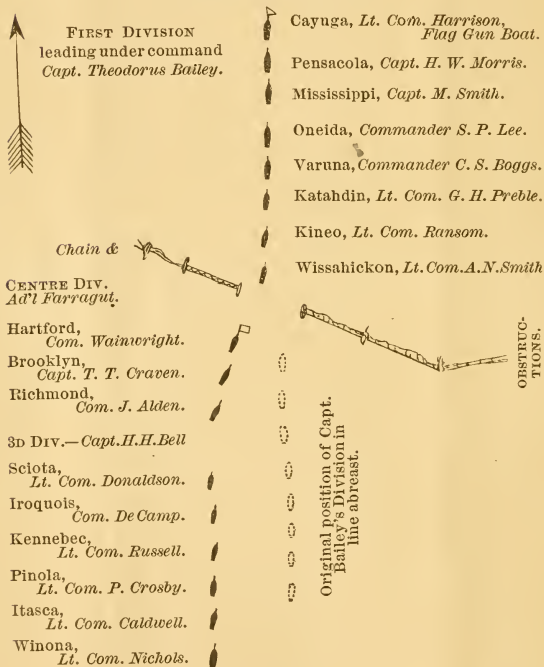 FIRST DIVISION
leading under command
Capt. Theodorus Bailey.
Cayuga, Lt. Com. Harrison,
Flag Gun Boat.
Pensacola, Capt. H. W. Morris.
Mississippi, Capt. M. Smith.
Oneida, Commander S. P. Lee.
Varuna, Commander C. S. Boggs.
Katahdin, Lt. Com. G. H. Preble.
Kineo, Lt. Com. Ransom.
Wissahickon, Lt. Com. A. N. Smith
Chain &
OBSTRUC-
TIONS.
CENTRE DIV.
Ad'l Farragut.
Hartford,
Com. Wainwright.
Brooklyn,
Capt. T. T. Craven.
Richmond,
Com. J. Alden.
3D DIV.—Capt. H. H. Bell
Sciota,
Lt. Com. Donaldson.
Iroquois,
Com. De Camp.
Kennebec,
Lt. Com. Russell.
Pinola,
Lt. Com. P. Crosby.
Itasca,
Lt. Com. Caldwell.
Winona,
Lt. Com. Nichols.
Original position of Capt.
Bailey's Division in
line abreast.